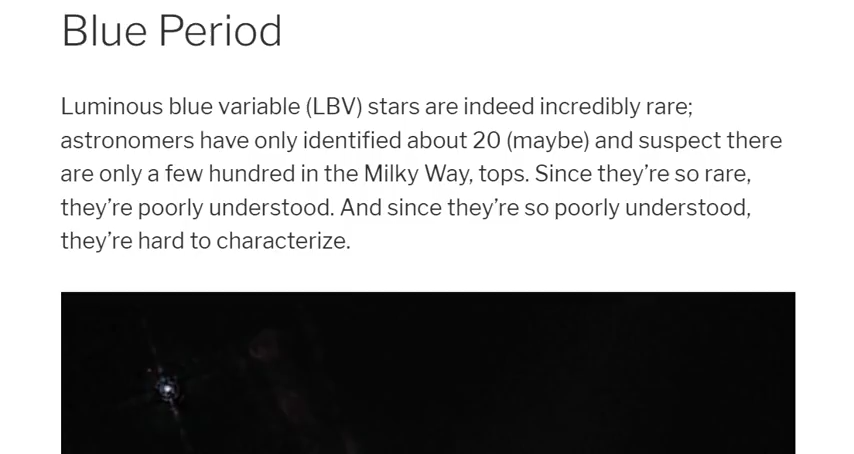 Blue Period
Luminous blue variable (LBV) stars are indeed incredibly rare;
astronomers have only identified about 20 (maybe) and suspect there
are only a few hundred in the Milky Way, tops. Since they’re so rare,
they’re poorly understood. And since they’re so poorly understood,
they’re hard to characterize.